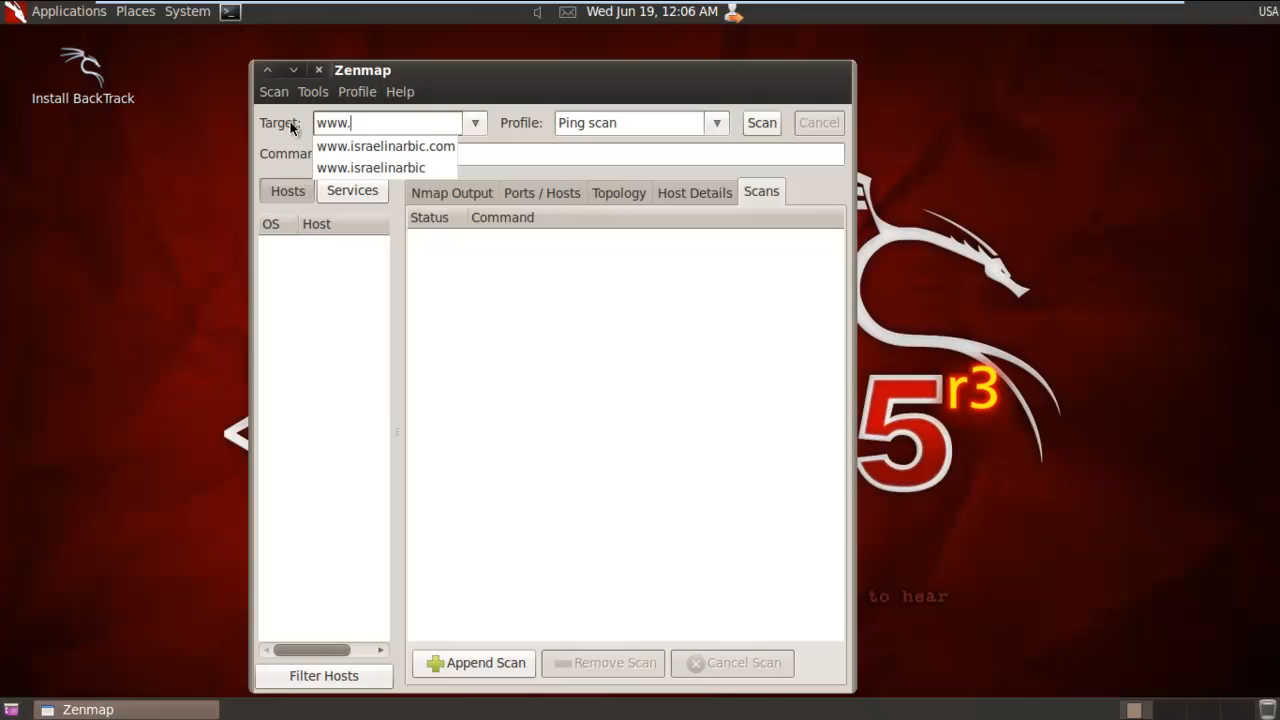 Applications Places System Wed Jun 19, 12:06 AM USA
Install BackTrack
Zenmap
Scan Tools Profile Help
Target: www. Profile: Ping scan Scan Cancel
www.israelinarbic.com
Comman
www.israelinarbic
Hosts Services Nmap Output Ports / Hosts Topology Host Details Scans
OS Host Status Command
5 r3
to hear
Append Scan Remove Scan Cancel Scan
Filter Hosts
Zenmap